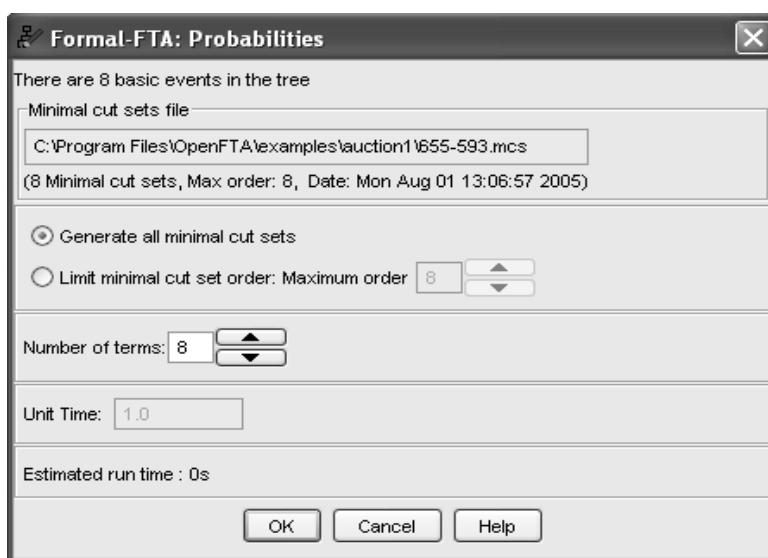 Formal-FTA: Probabilities
There are 8 basic events in the tree
Minimal cut sets file
C:\Program Files\OpenFTA\examples\auction1\655-593.mcs
(8 Minimal cut sets, Max order: 8, Date: Mon Aug 01 13:06:57 2005)
Generate all minimal cut sets
Limit minimal cut set order: Maximum order 8
Number of terms: 8
Unit Time: 1.0
Estimated run time : 0s
OK Cancel Help